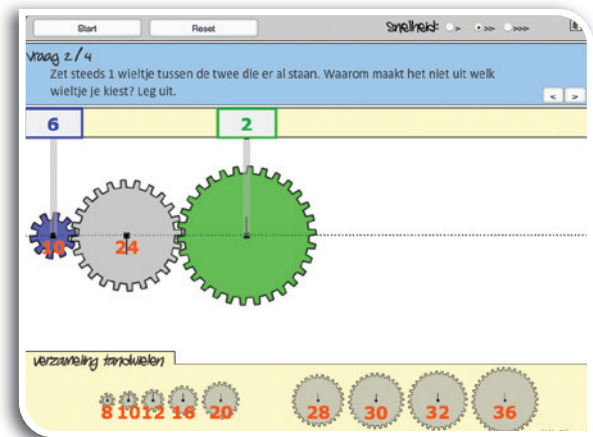 Start Reset Snelheid: > >> >>>
Vraag 2/4
Zet steeds 1 wieltje tussen de twee die er al staan. Waarom maakt het niet uit welk
wieltje je kiest? Leg uit.
< >
6 2
10 24
verzameling tandwielen
8 10 12 16 20 28 30 32 36